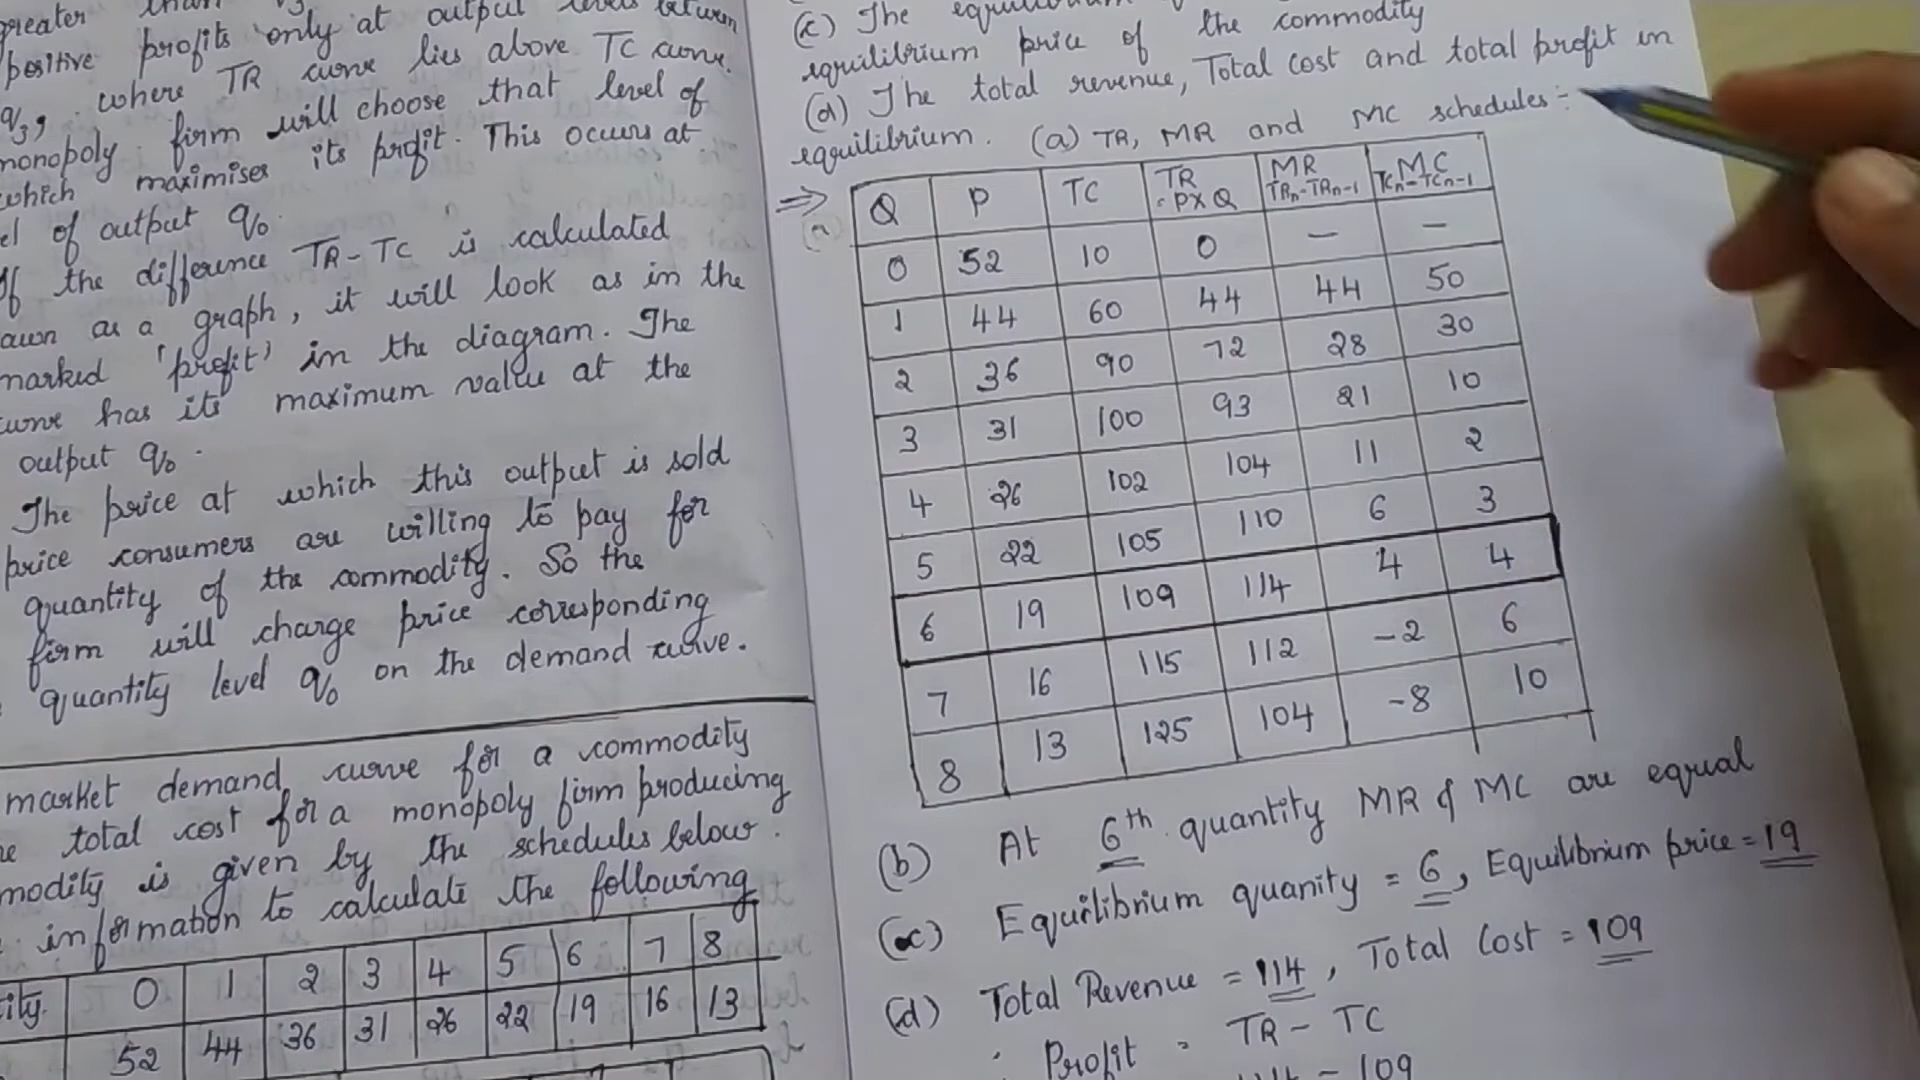 positive profits only at output levels between
where TR curve lies above TC curve.
monopoly firm will choose that level of
which maximises its profit. This occurs at
of output q0.
If the difference TR-TC is calculated
as a graph, it will look as in the
marked 'profit' in the diagram. The
curve has its maximum value at the
output q0.
The price at which this output is sold
price consumers are willing to pay for
quantity of the commodity. So the
firm will charge price corresponding
quantity level q0 on the demand curve.
market demand curve for a commodity
total cost for a monopoly firm producing
is given by the schedules below.
information to calculate the following
0 1 2 3 4 5 6 7 8
52 44 36 31 26 22 19 16 13
(c) The
equilibrium price of the commodity
(d) The total revenue, Total cost and total profit in
equilibrium. (a) TR, MR and MC schedules:-
Q P TC TR = P×Q MR TRn-TRn-1 MC TCn-TCn-1
0 52 10 0 — —
1 44 60 44 44 50
2 36 90 72 28 30
3 31 100 93 21 10
4 26 102 104 11 2
5 22 105 110 6 3
6 19 109 114 4 4
7 16 115 112 -2 6
8 13 125 104 -8 10
(b) At 6th quantity MR & MC are equal
(c) Equilibrium quanity = 6, Equilibrium price = 19
(d) Total Revenue = 114, Total Cost = 109
Profit = TR - TC
- 109